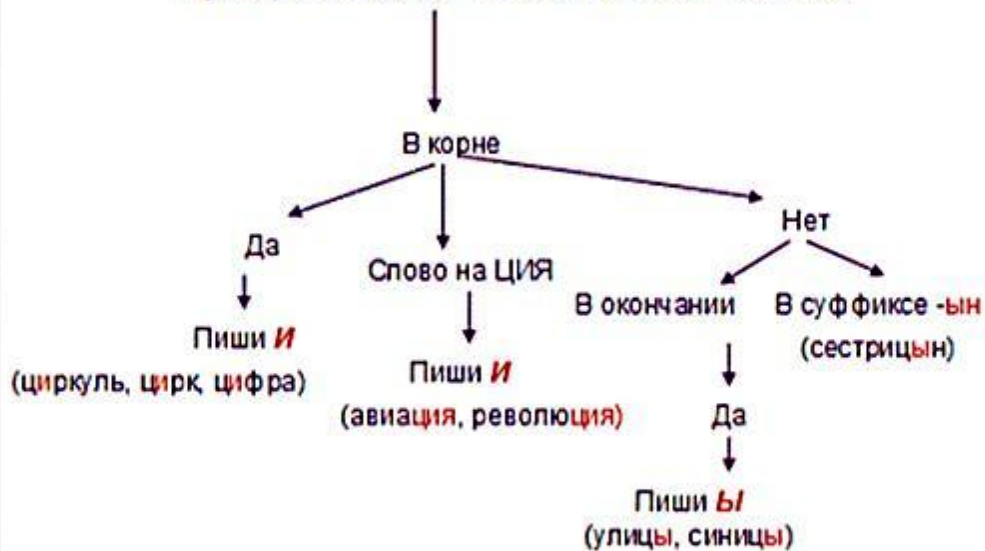 В корне
Да
Нет
Слово на ЦИЯ
В окончании
В суффиксе -ын
(сестрицын)
Пиши И
(циркуль, цирк, цифра)
Пиши И
(авиация, революция)
Да
Пиши Ы
(улицы, синицы)